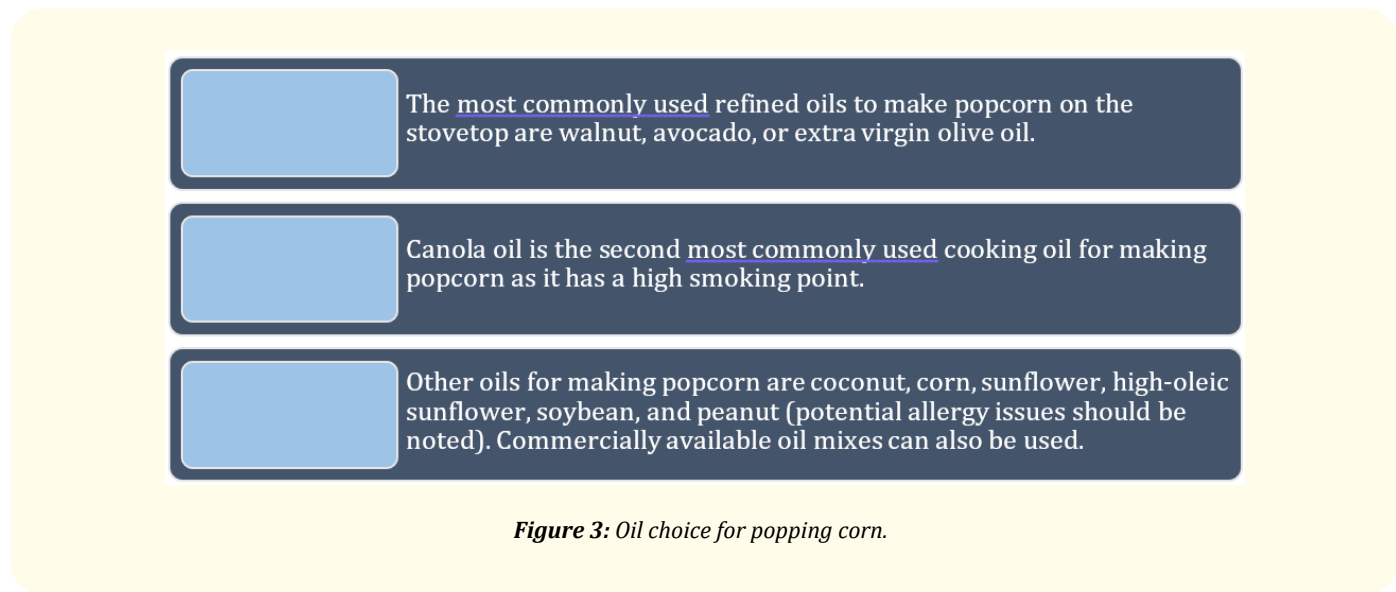 The most commonly used refined oils to make popcorn on the
stovetop are walnut, avocado, or extra virgin olive oil.
Canola oil is the second most commonly used cooking oil for making
popcorn as it has a high smoking point.
Other oils for making popcorn are coconut, corn, sunflower, high-oleic
sunflower, soybean, and peanut (potential allergy issues should be
noted). Commercially available oil mixes can also be used.
Figure 3: Oil choice for popping corn.